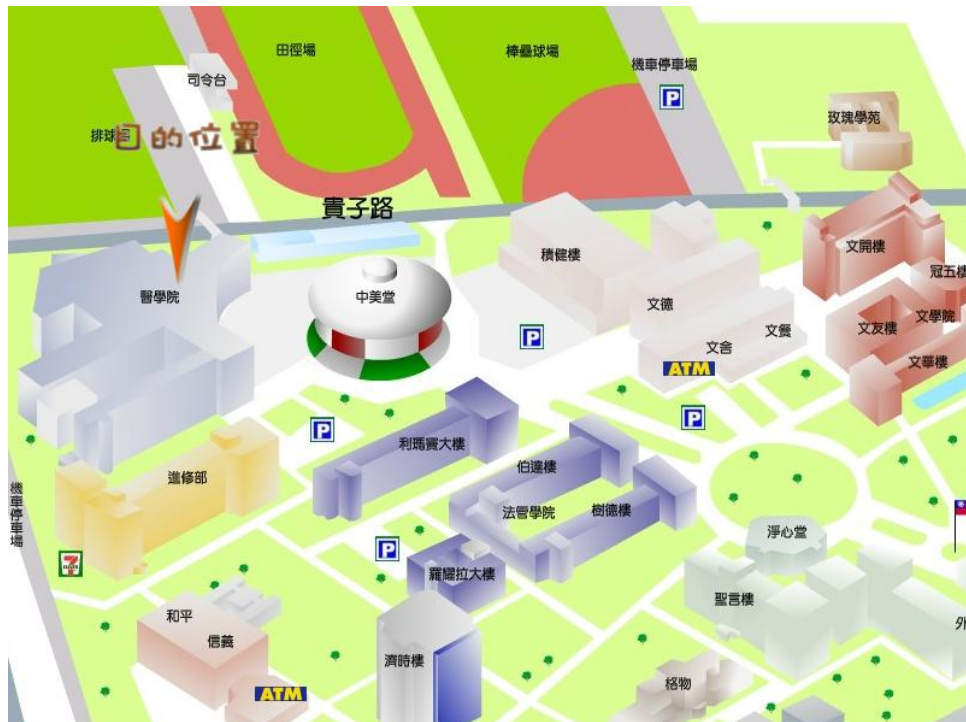 田徑場
棒壘球場
機車停車場
P
司令台
玫瑰學苑
排球
目的位置
貴子路
文開樓
積健樓
冠五樓
醫學院
中美堂
文德
文學院
文友樓
文餐
P
文舍
文華樓
ATM
P
P
利瑪竇大樓
伯達樓
進修部
機車停車場
法管學院
樹德樓
淨心堂
P
7
ELEVEN
羅耀拉大樓
聖言樓
和平
外
信義
濟時樓
格物
ATM